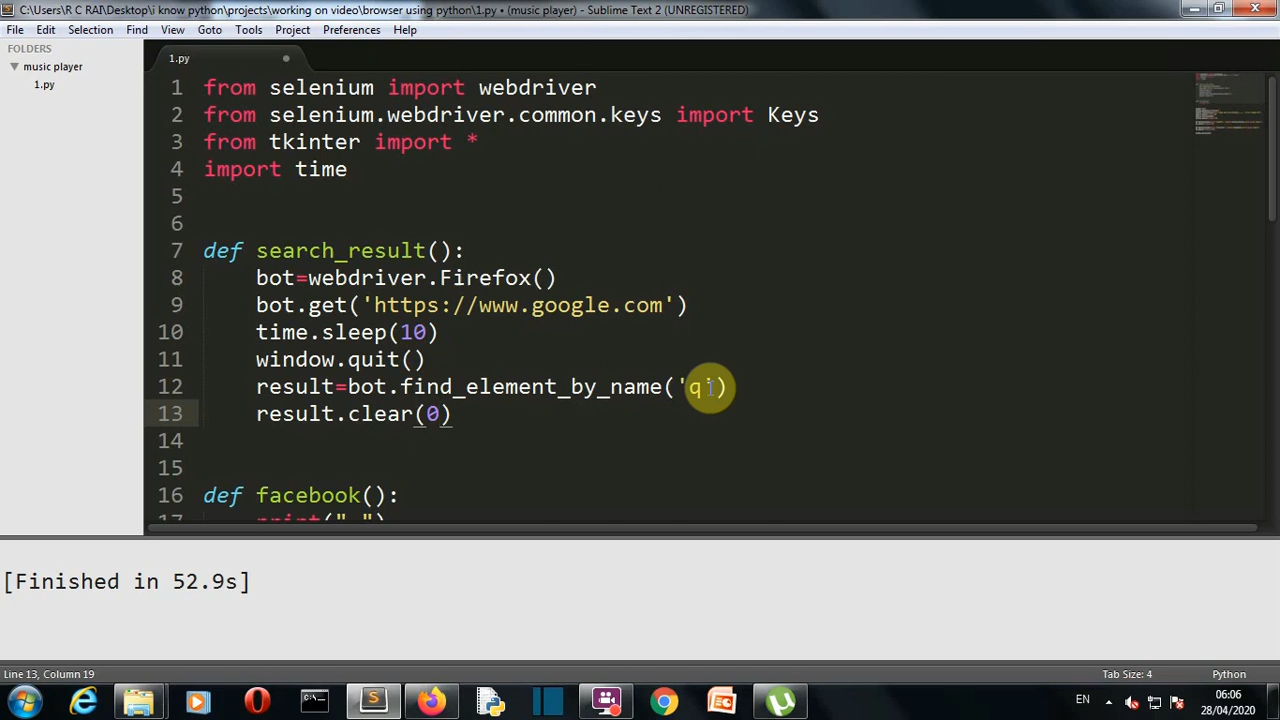 C:\Users\R C RAI\Desktop\i know python\projects\working on video\browser using python\1.py • (music player) - Sublime Text 2 (UNREGISTERED)
File Edit Selection Find View Goto Tools Project Preferences Help
FOLDERS
music player
1.py
1.py
1 from selenium import webdriver
2 from selenium.webdriver.common.keys import Keys
3 from tkinter import *
4 import time
5
6
7 def search_result():
8 bot=webdriver.Firefox()
9 bot.get('https://www.google.com')
10 time.sleep(10)
11 window.quit()
12 result=bot.find_element_by_name('q')
13 result.clear(0)
14
15
16 def facebook():
17
[Finished in 52.9s]
Line 13, Column 19
Tab Size: 4
Python
EN
06:06
28/04/2020